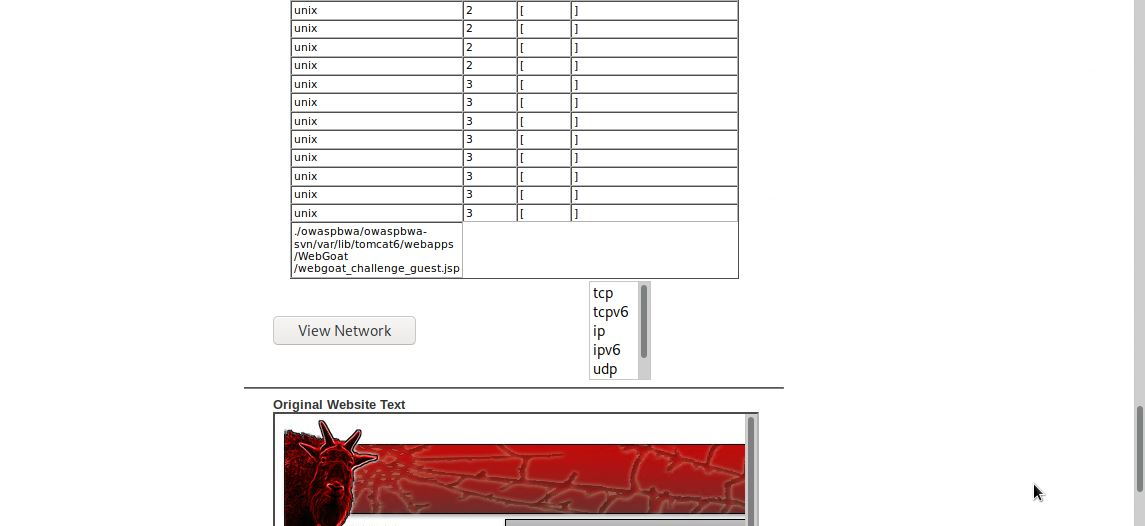 unix 2 [ ]
unix 2 [ ]
unix 2 [ ]
unix 2 [ ]
unix 3 [ ]
unix 3 [ ]
unix 3 [ ]
unix 3 [ ]
unix 3 [ ]
unix 3 [ ]
unix 3 [ ]
unix 3 [ ]
./owaspbwa/owaspbwa-
svn/var/lib/tomcat6/webapps
/WebGoat
/webgoat_challenge_guest.jsp
tcp
tcpv6
View Network
ip
ipv6
udp
Original Website Text